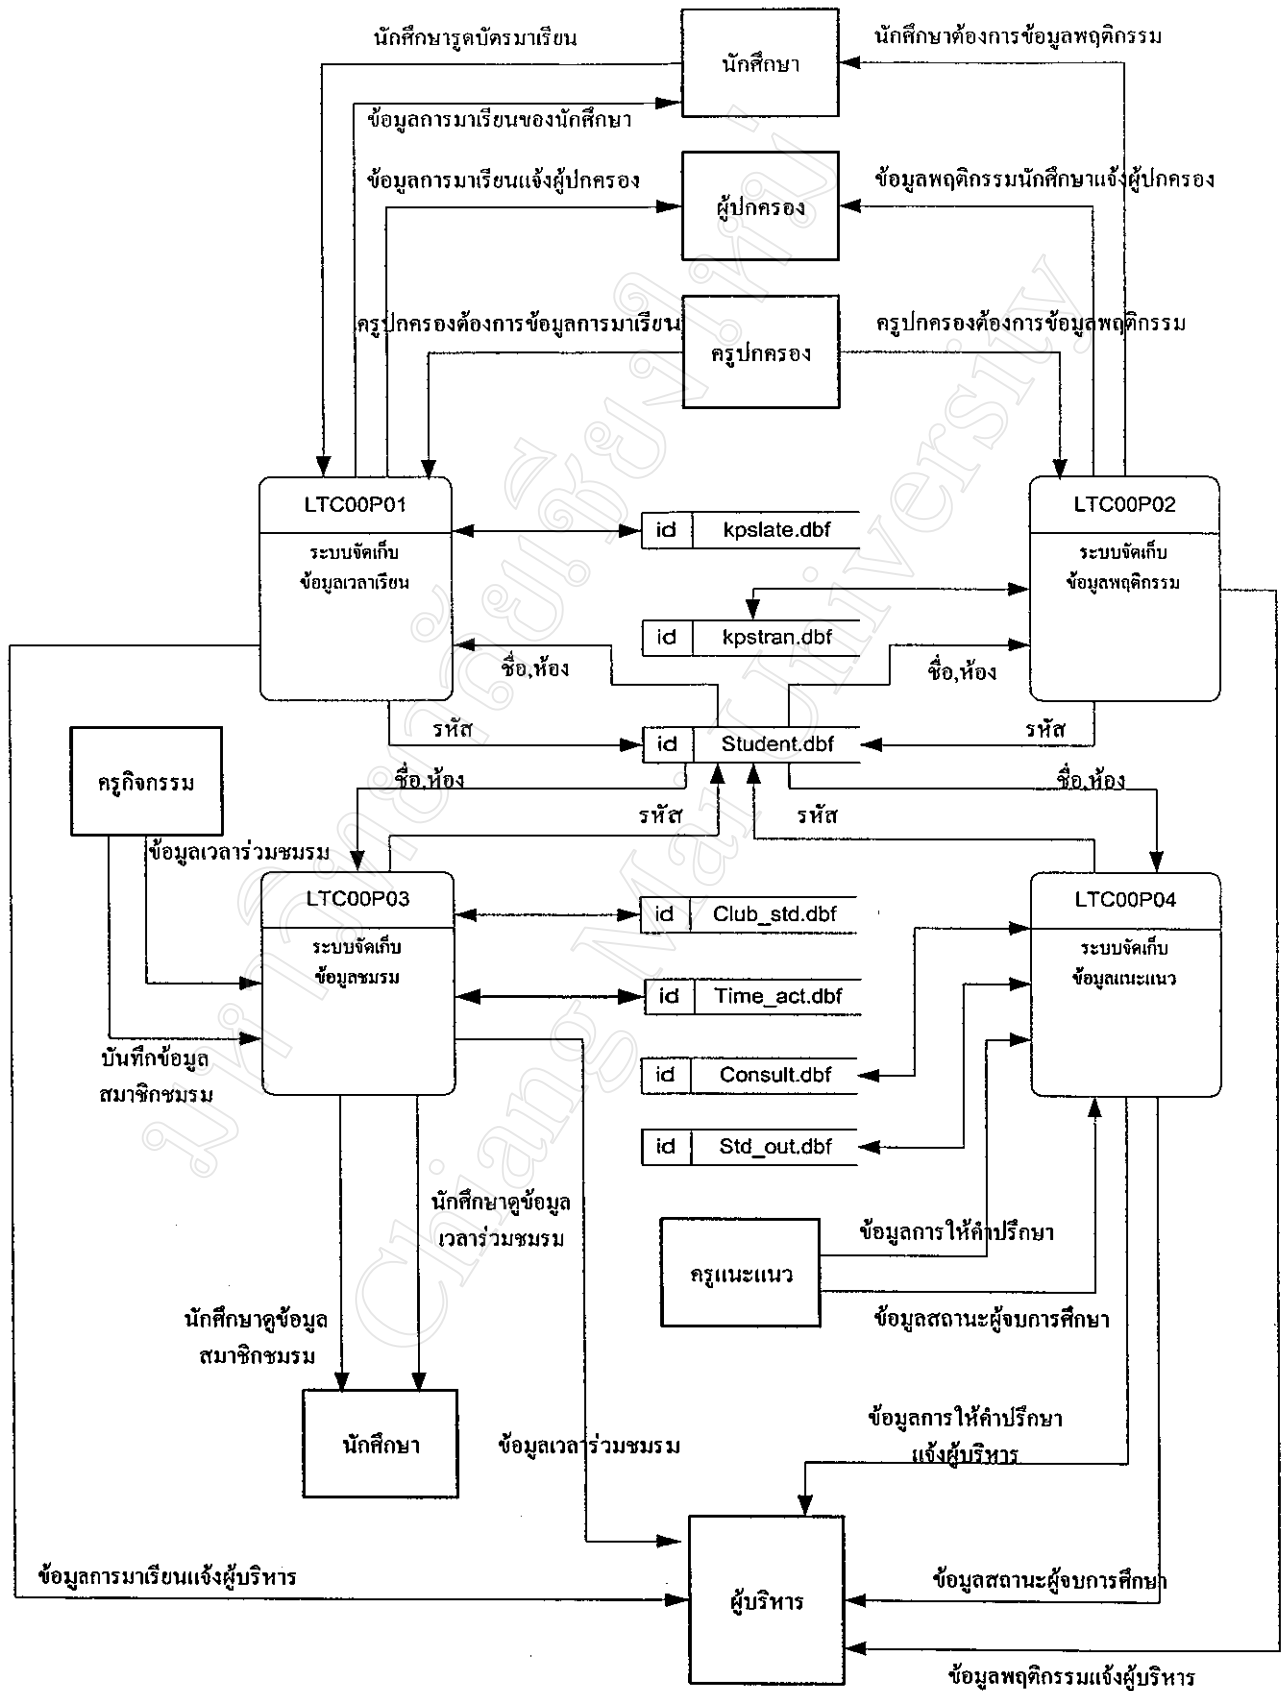 นักศึกษารูดบัตรมาเรียน
นักศึกษา
นักศึกษาต้องการข้อมูลพฤติกรรม
ข้อมูลการมาเรียนของนักศึกษา
ข้อมูลการมาเรียนแจ้งผู้ปกครอง
ผู้ปกครอง
ข้อมูลพฤติกรรมนักศึกษาแจ้งผู้ปกครอง
ครูปกครองต้องการข้อมูลการมาเรียน
ครูปกครอง
ครูปกครองต้องการข้อมูลพฤติกรรม
LTC00P01
ระบบจัดเก็บ
ข้อมูลเวลาเรียน
id kpslate.dbf
LTC00P02
ระบบจัดเก็บ
ข้อมูลพฤติกรรม
id kpstran.dbf
ชื่อ,ห้อง
ชื่อ,ห้อง
รหัส
id Student.dbf
รหัส
ครูกิจกรรม
ชื่อ,ห้อง
ชื่อ,ห้อง
รหัส
รหัส
ข้อมูลเวลาร่วมชมรม
LTC00P03
ระบบจัดเก็บ
ข้อมูลชมรม
id Club_std.dbf
LTC00P04
ระบบจัดเก็บ
ข้อมูลแนะแนว
id Time_act.dbf
บันทึกข้อมูล
สมาชิกชมรม
id Consult.dbf
id Std_out.dbf
นักศึกษาดูข้อมูล
เวลาร่วมชมรม
ครูแนะแนว
ข้อมูลการให้คำปรึกษา
ข้อมูลสถานะผู้จบการศึกษา
นักศึกษาดูข้อมูล
สมาชิกชมรม
นักศึกษา
ข้อมูลเวลาร่วมชมรม
ข้อมูลการให้คำปรึกษา
แจ้งผู้บริหาร
ข้อมูลการมาเรียนแจ้งผู้บริหาร
ผู้บริหาร
ข้อมูลสถานะผู้จบการศึกษา
ข้อมูลพฤติกรรมแจ้งผู้บริหาร
มหาวิทยาลัยเชียงใหม่
Chiang Mai University